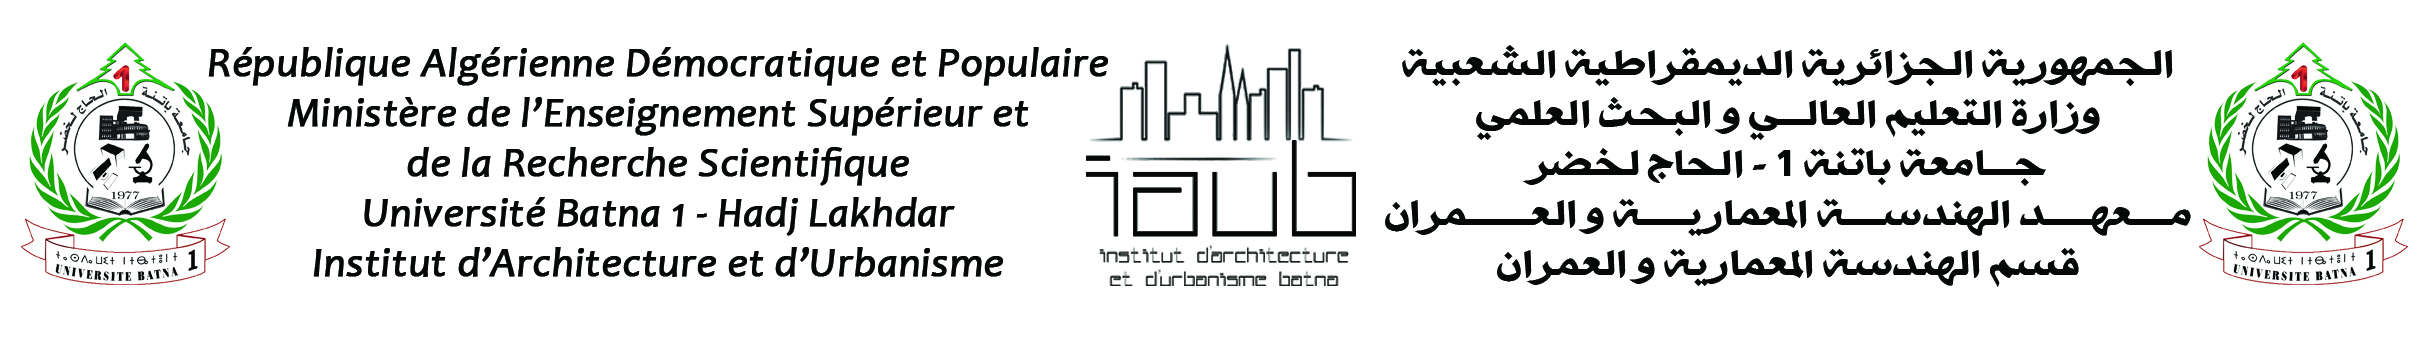 République Algérienne Démocratique et Populaire
Ministère de l'Enseignement Supérieur et
de la Recherche Scientifique
Université Batna 1 - Hadj Lakhdar
Institut d'Architecture et d'Urbanisme
iaub
institut d'architecture
et d'urbanisme batna
الجمهورية الجزائرية الديمقراطية الشعبية
وزارة التعليم العالي و البحث العلمي
جامعة باتنة 1 - الحاج لخضر
معهد الهندسة المعمارية و العمران
قسم الهندسة المعمارية و العمران
1
جامعة باتنة الحاج لخضر
1977
UNIVERSITE BATNA 1
1
جامعة باتنة الحاج لخضر
1977
UNIVERSITE BATNA 1